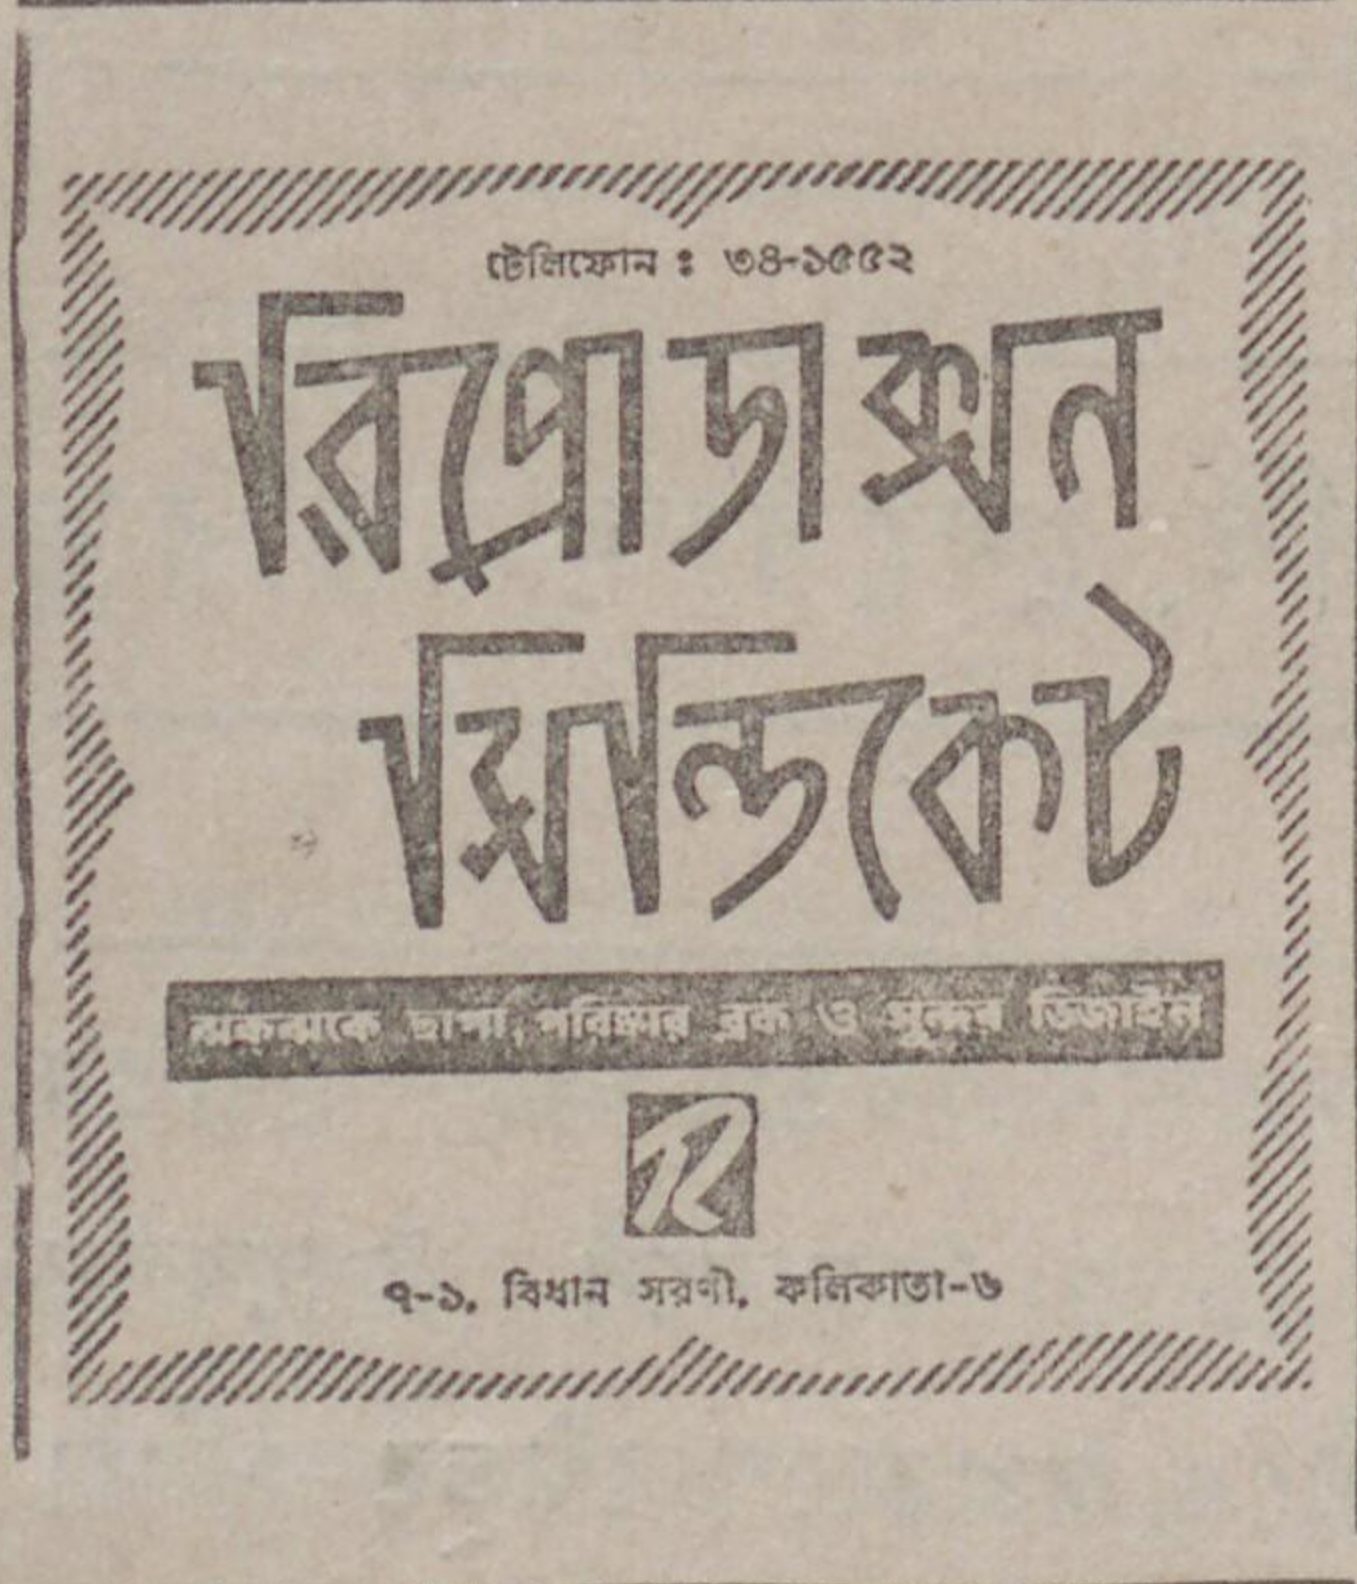 টেলিফোন : ৩৪-১৫৫২
রিপ্রোডাক্সন
সিন্ডিকেট
ঝকঝকে ছাপা, পরিষ্কার ব্লক ও সুন্দর ডিজাইন
R
৭-১, বিধান সরণী, কলিকাতা-৬